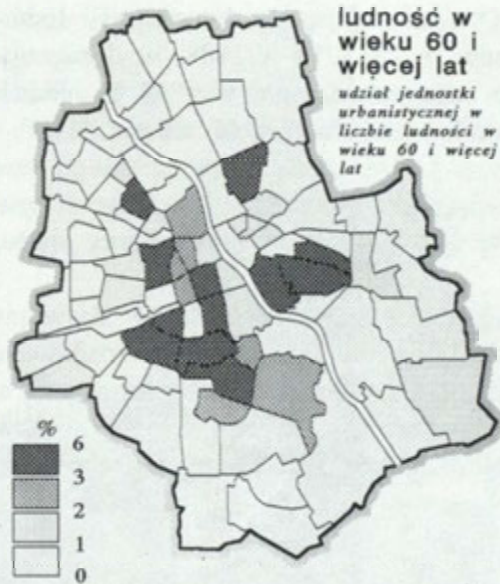 ludność w
wieku 60 i
więcej lat
udział jednostki
urbanistycznej w
liczbie ludności w
wieku 60 i więcej
lat
%
6
3
2
1
0